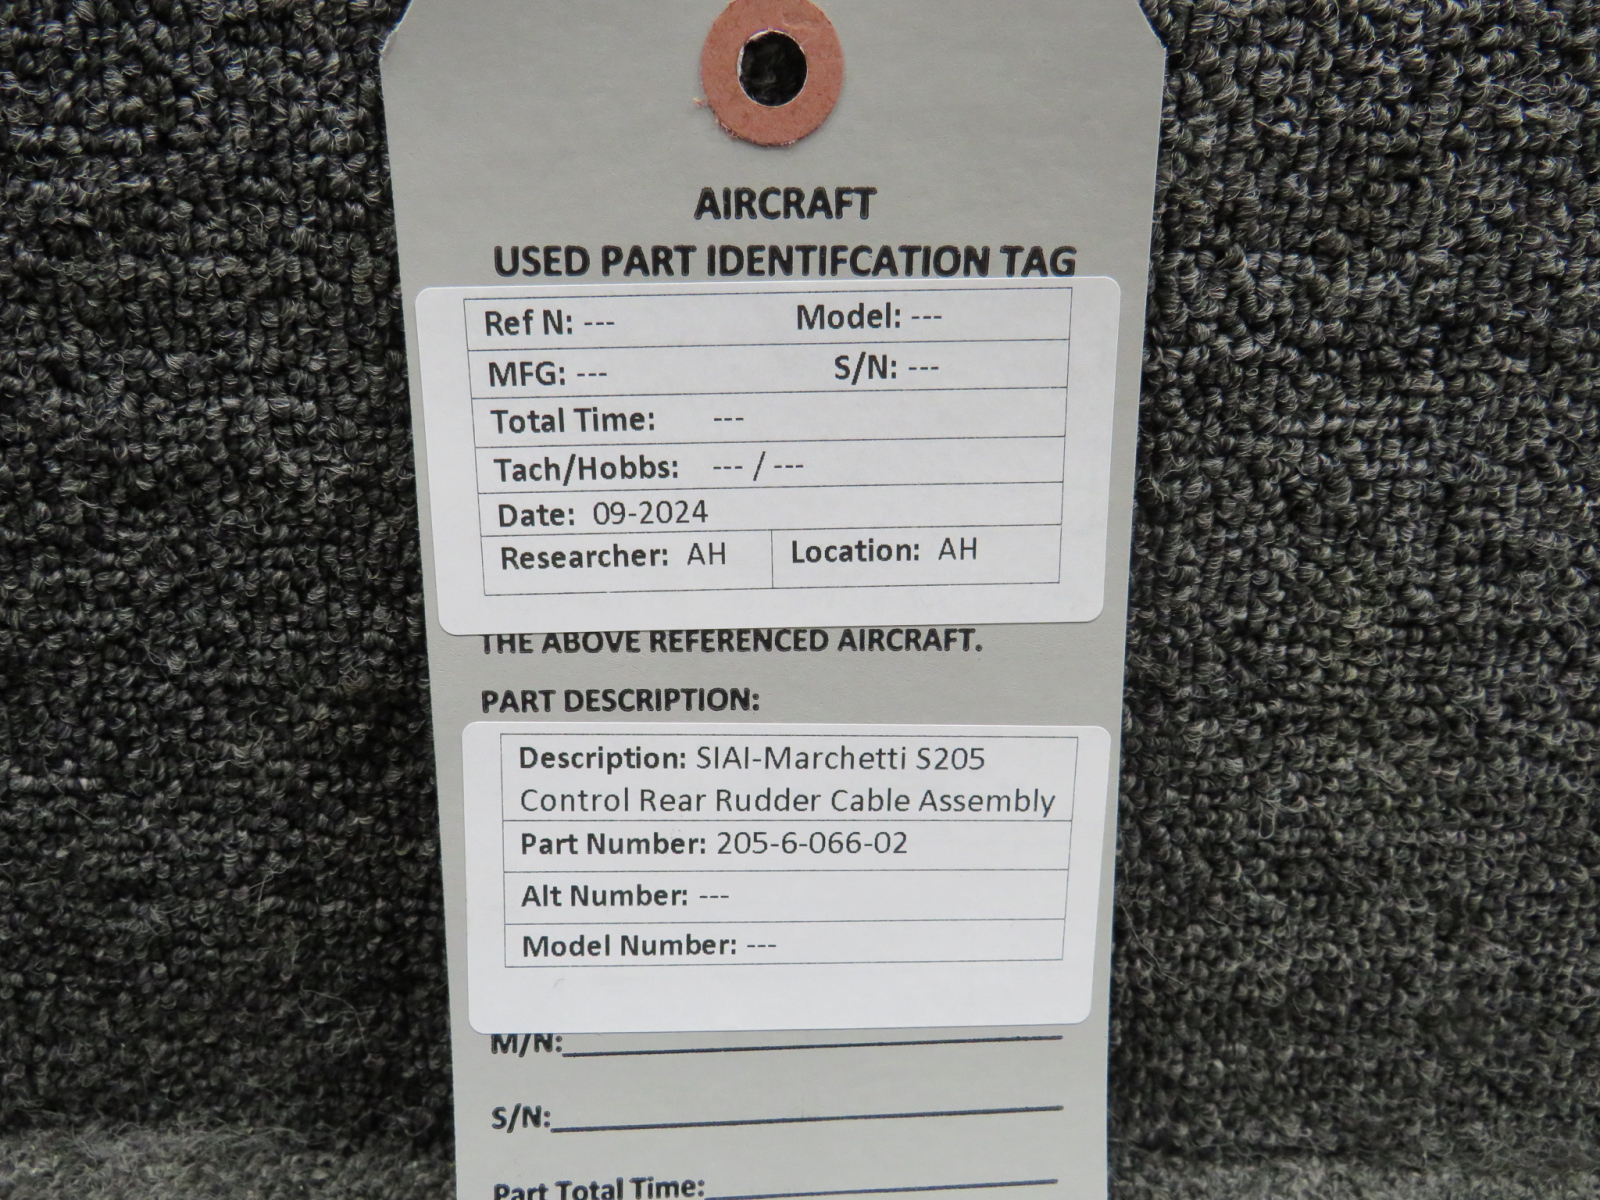 AIRCRAFT
USED PART IDENTIFCATION TAG
Ref N: --- Model: ---
MFG: --- S/N: ---
Total Time: ---
Tach/Hobbs: --- / ---
Date: 09-2024
Researcher: AH Location: AH
THE ABOVE REFERENCED AIRCRAFT.
PART DESCRIPTION:
Description: SIAI-Marchetti S205
Control Rear Rudder Cable Assembly
Part Number: 205-6-066-02
Alt Number: ---
Model Number: ---
M/N:
S/N:
Part Total Time: